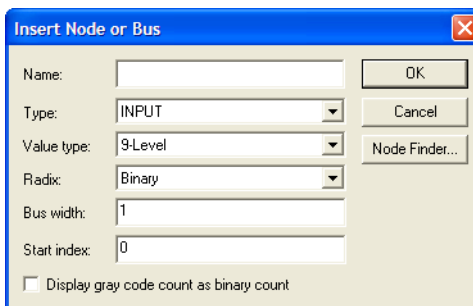 Insert Node or Bus
Name:
OK
Type:
INPUT
Cancel
Value type:
9-Level
Node Finder...
Radix:
Binary
Bus width:
1
Start index:
0
Display gray code count as binary count